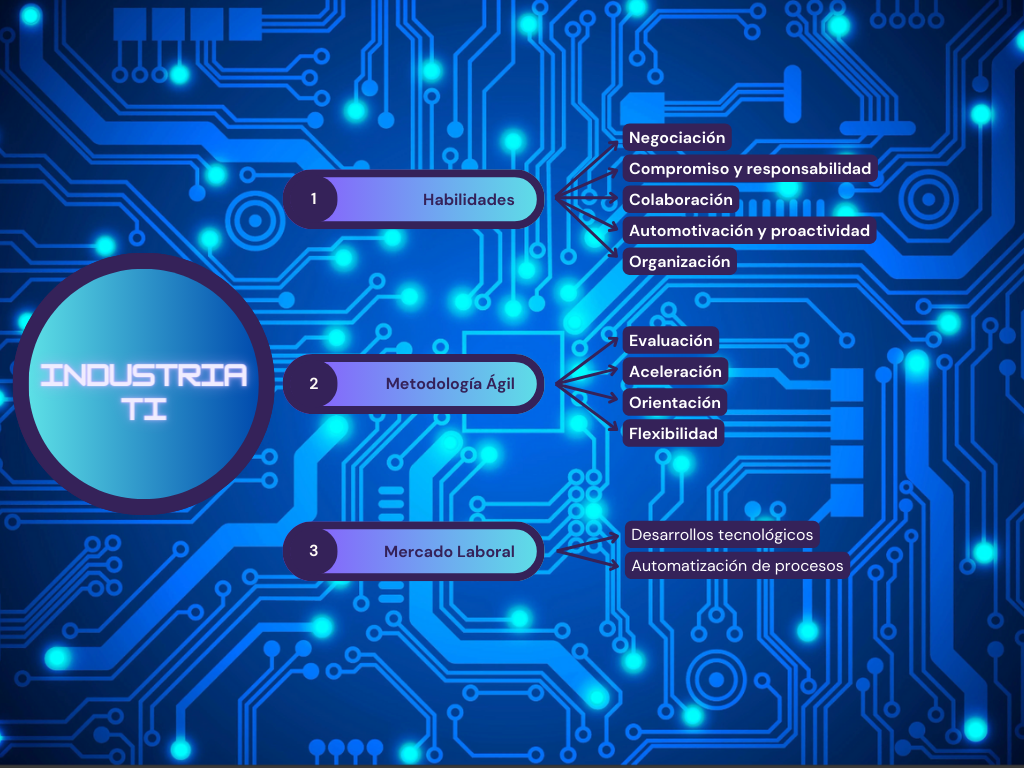 INDUSTRIA
TI
1
Habilidades
Negociación
Compromiso y responsabilidad
Colaboración
Automotivación y proactividad
Organización
2
Metodología Ágil
Evaluación
Aceleración
Orientación
Flexibilidad
3
Mercado Laboral
Desarrollos tecnológicos
Automatización de procesos